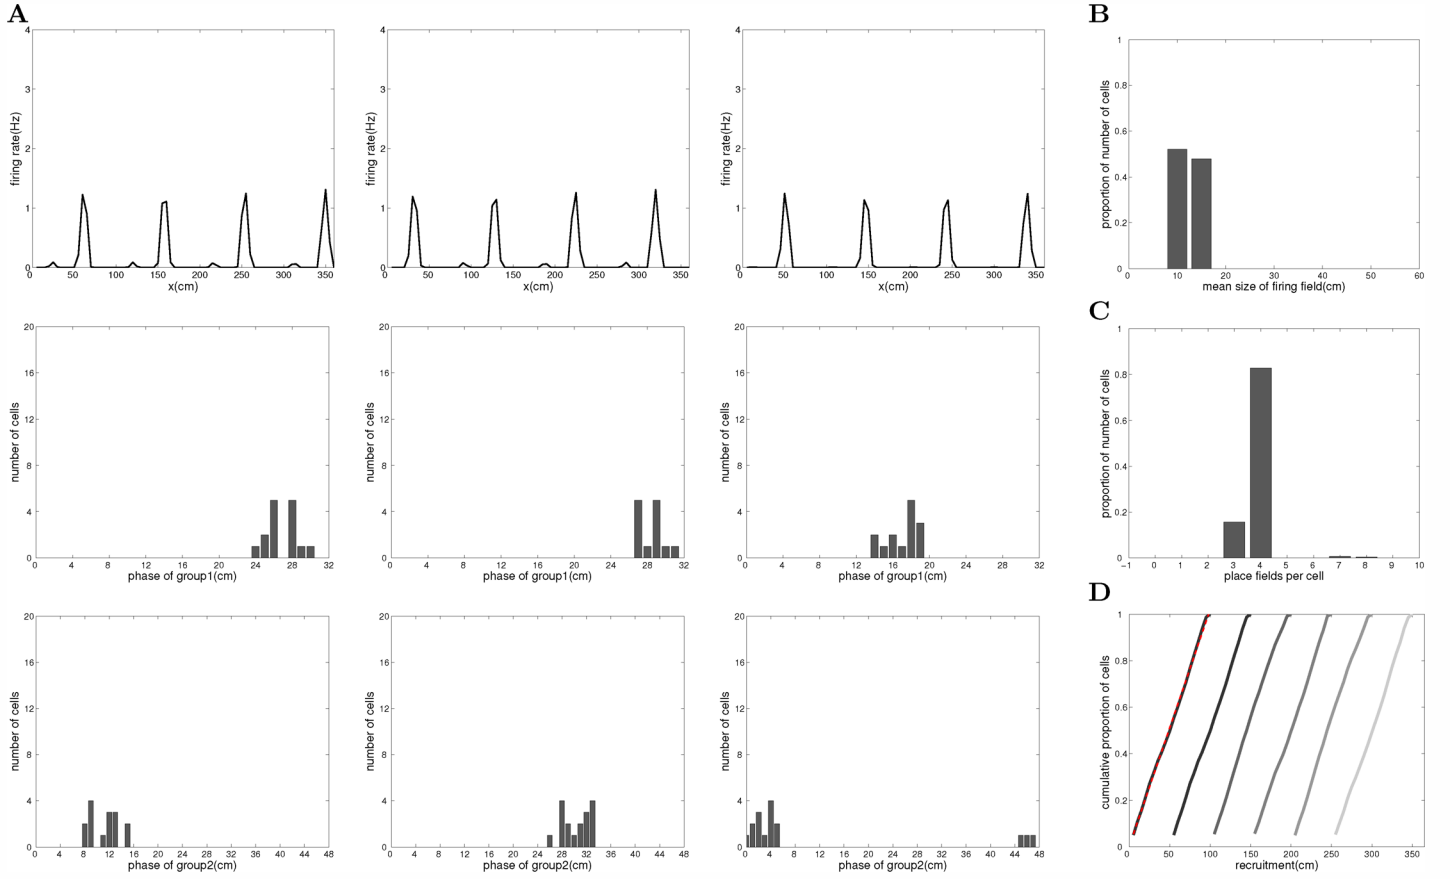 A
B
4
3
2
1
0
firing rate(Hz)
50 100 150 200 250 300 350
x(cm)
4
3
2
1
0
firing rate(Hz)
50 100 150 200 250 300 350
x(cm)
4
3
2
1
0
firing rate(Hz)
50 100 150 200 250 300 350
x(cm)
1
0.8
0.6
0.4
0.2
0
proportion of number of cells
0 10 20 30 40 50 60
mean size of firing field(cm)
20
16
12
8
4
0
number of cells
0 4 8 12 16 20 24 28 32
phase of group1(cm)
20
16
12
8
4
0
number of cells
0 4 8 12 16 20 24 28 32
phase of group1(cm)
20
16
12
8
4
0
number of cells
0 4 8 12 16 20 24 28 32
phase of group1(cm)
C
1
0.8
0.6
0.4
0.2
0
proportion of number of cells
−1 0 1 2 3 4 5 6 7 8 9 10
place fields per cell
20
16
12
8
4
0
number of cells
0 4 8 12 16 20 24 28 32 36 40 44 48
phase of group2(cm)
20
16
12
8
4
0
number of cells
0 4 8 12 16 20 24 28 32 36 40 44 48
phase of group2(cm)
20
16
12
8
4
0
number of cells
0 4 8 12 16 20 24 28 32 36 40 44 48
phase of group2(cm)
D
1
0.8
0.6
0.4
0.2
cumulative proportion of cells
0 50 100 150 200 250 300 350
recruitment(cm)